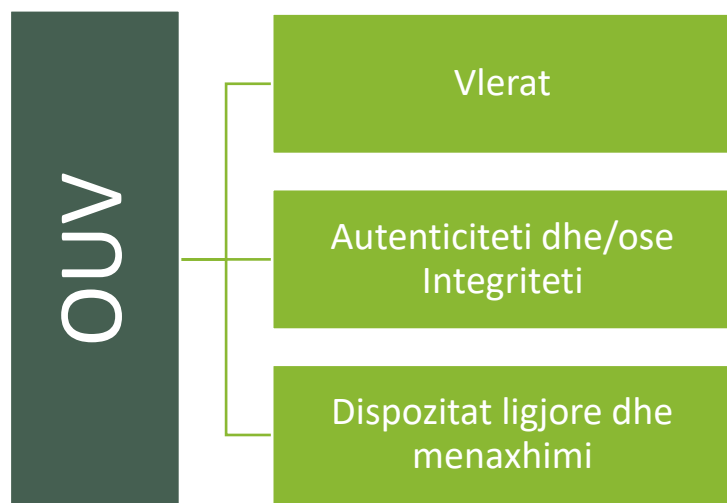 OUV
Vlerat
Autenticiteti dhe/ose
Integriteti
Dispozitat ligjore dhe
menaxhimi